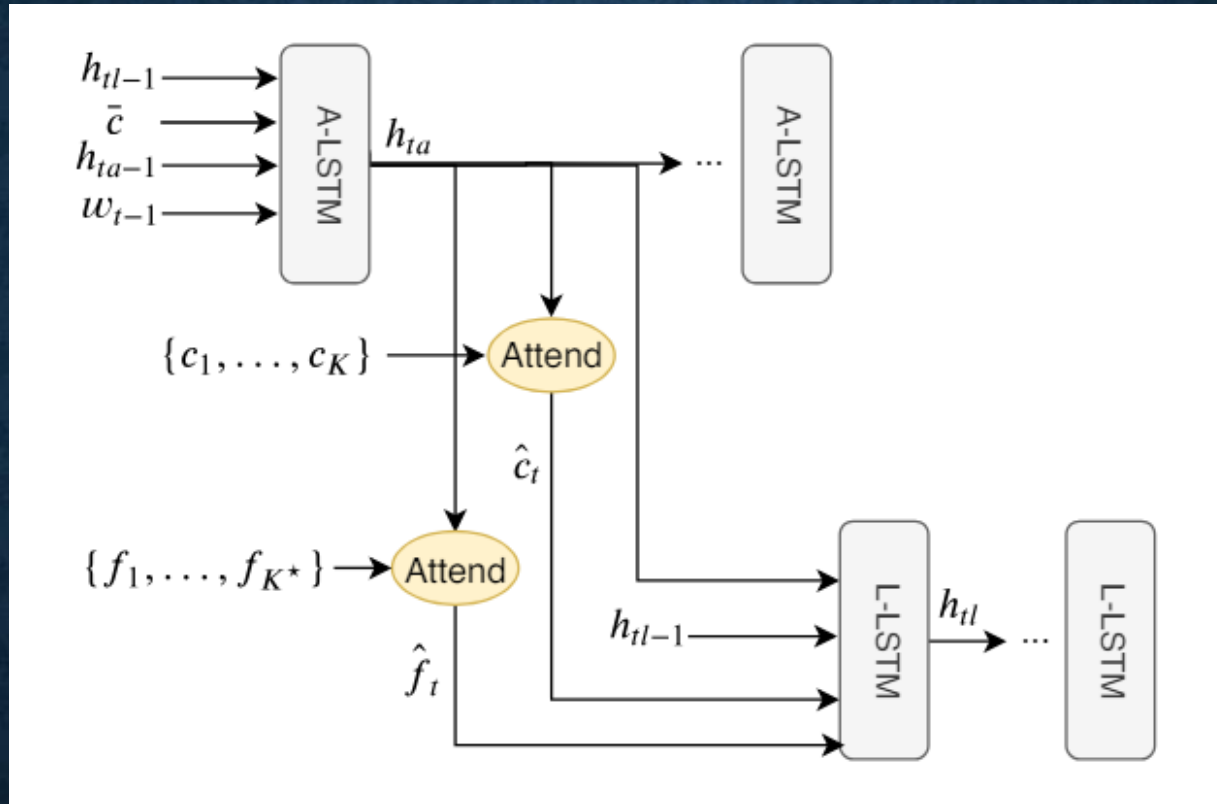 h_{tl−1}
c̄
h_{ta−1}
w_{t−1}
A-LSTM
h_{ta}
...
A-LSTM
{c_1, . . . , c_K}
Attend
ĉ_t
{f_1, . . . , f_{K⋆}}
Attend
f̂_t
h_{tl−1}
L-LSTM
h_{tl}
...
L-LSTM